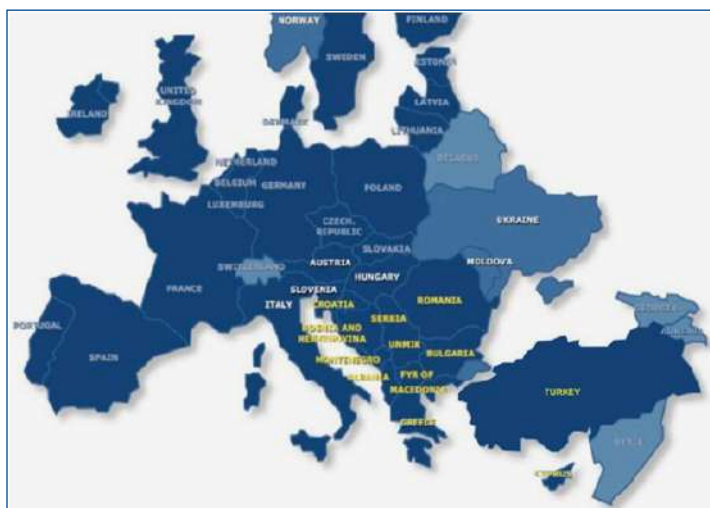 NORWAY
FINLAND
SWEDEN
ESTONIA
UNITED
KINGDOM
IRELAND
LATVIA
DENMARK
LITHUANIA
BELARUS
NETHERLAND
BELGIUM
GERMANY
POLAND
LUXEMBURG
UKRAINE
CZECH.
REPUBLIC
SLOVAKIA
AUSTRIA
MOLDOVA
SWITZERLAND
HUNGARY
SLOVENIA
FRANCE
ITALY
CROATIA
ROMANIA
SERBIA
PORTUGAL
BOSNIA AND
HERZEGOVINA
UNMIK
BULGARIA
SPAIN
MONTENEGRO
ALBANIA
FYR OF
MACEDONIA
TURKEY
GREECE
CYPRUS